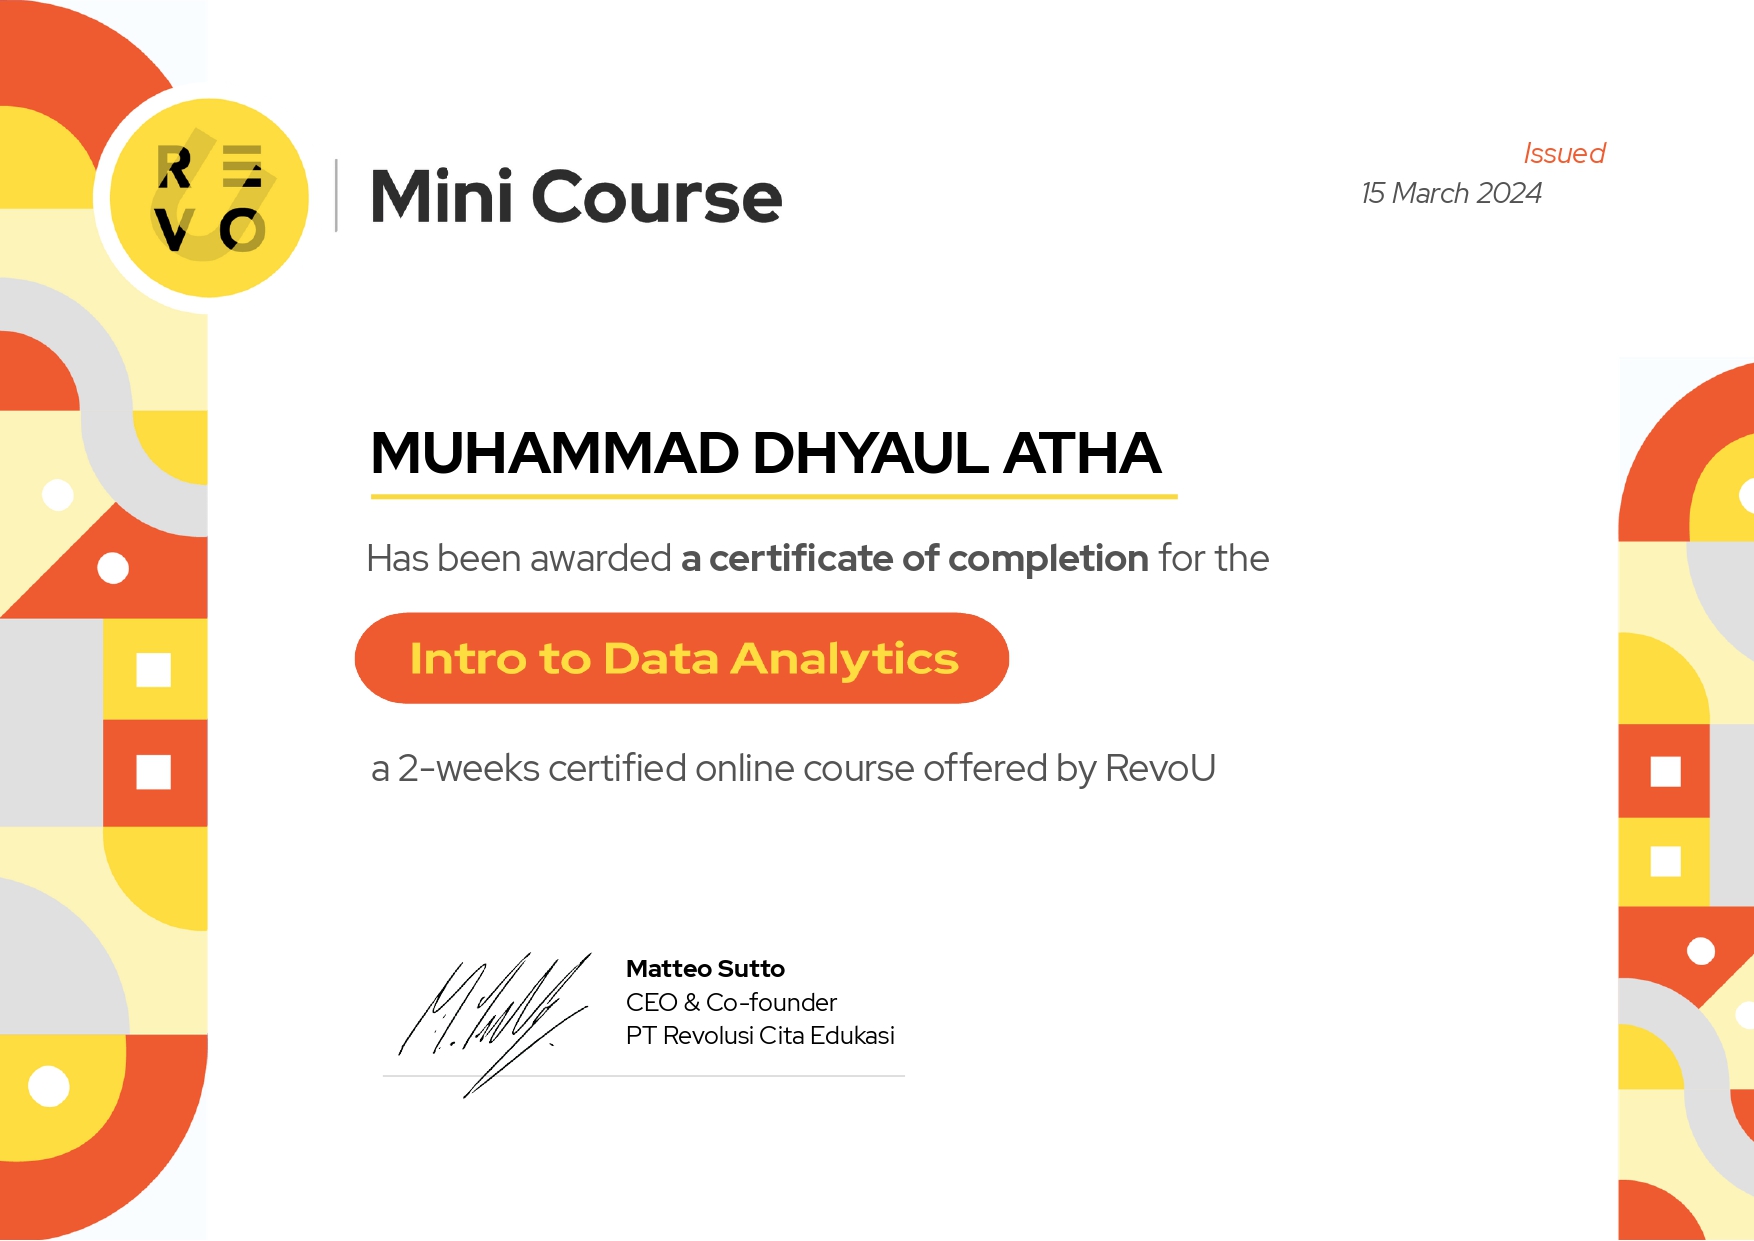 RE
VO
Mini Course
Issued
15 March 2024
MUHAMMAD DHYAUL ATHA
Has been awarded a certificate of completion for the
Intro to Data Analytics
a 2-weeks certified online course offered by RevoU
Matteo Sutto
CEO & Co-founder
PT Revolusi Cita Edukasi